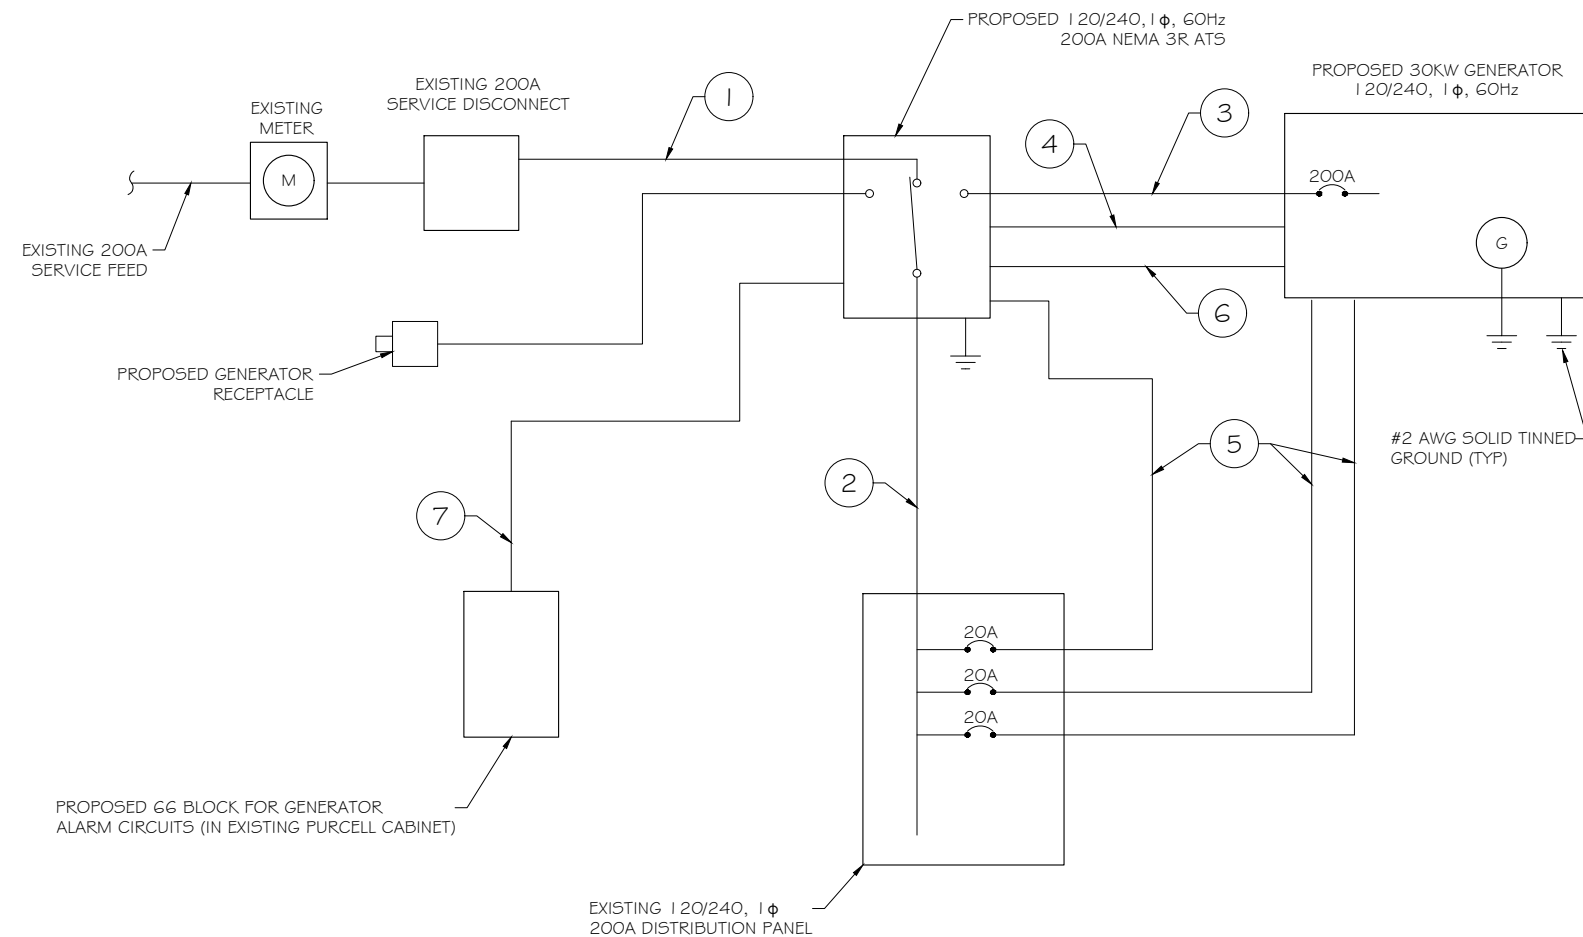 PROPOSED 120/240,1ϕ, 60Hz
200A NEMA 3R ATS
PROPOSED 30KW GENERATOR
120/240, 1ϕ, 60Hz
EXISTING 200A
SERVICE DISCONNECT
EXISTING
METER
1
3
4
M
200A
G
EXISTING 200A
SERVICE FEED
6
PROPOSED GENERATOR
RECEPTACLE
5
#2 AWG SOLID TINNED
GROUND (TYP)
2
7
20A
20A
20A
PROPOSED 66 BLOCK FOR GENERATOR
ALARM CIRCUITS (IN EXISTING PURCELL CABINET)
EXISTING 120/240, 1ϕ
200A DISTRIBUTION PANEL